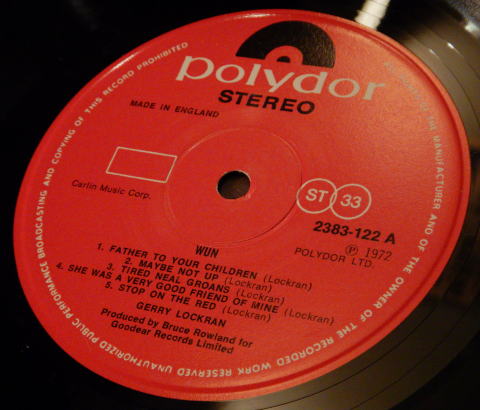 polydor
STEREO
MADE IN ENGLAND
Carlin Music Corp.
ST 33
2383-122 A
℗ 1972
POLYDOR LTD.
WUN
1. FATHER TO YOUR CHILDREN (Lockran)
2. MAYBE NOT UP (Lockran)
3. TIRED NEAL GROANS (Lockran)
4. SHE WAS A VERY GOOD FRIEND OF MINE (Lockran)
5. STOP ON THE RED (Lockran)
GERRY LOCKRAN
Produced by Bruce Rowland for
Goodear Records Limited
MANUFACTURER AND OF THE OWNER OF THE RECORDED WORK RESERVED UNAUTHORIZED PUBLIC PERFORMANCE BROADCASTING AND COPYING OF THIS RECORD PROHIBITED